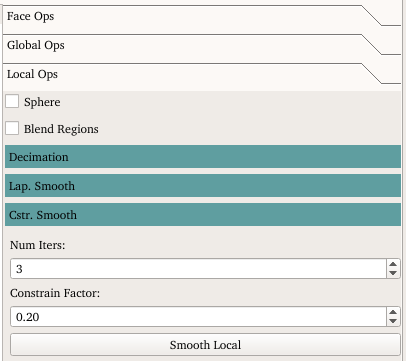 Face Ops
Global Ops
Local Ops
Sphere
Blend Regions
Decimation
Lap. Smooth
Cstr. Smooth
Num Iters:
3
Constrain Factor:
0.20
Smooth Local